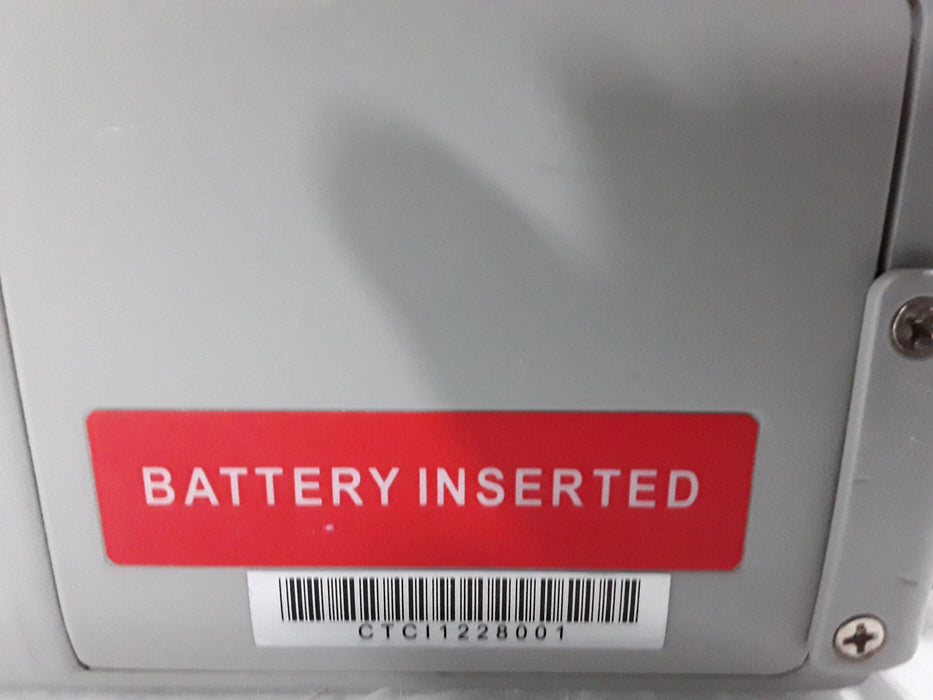 BATTERY INSERTED
CTCI1228001